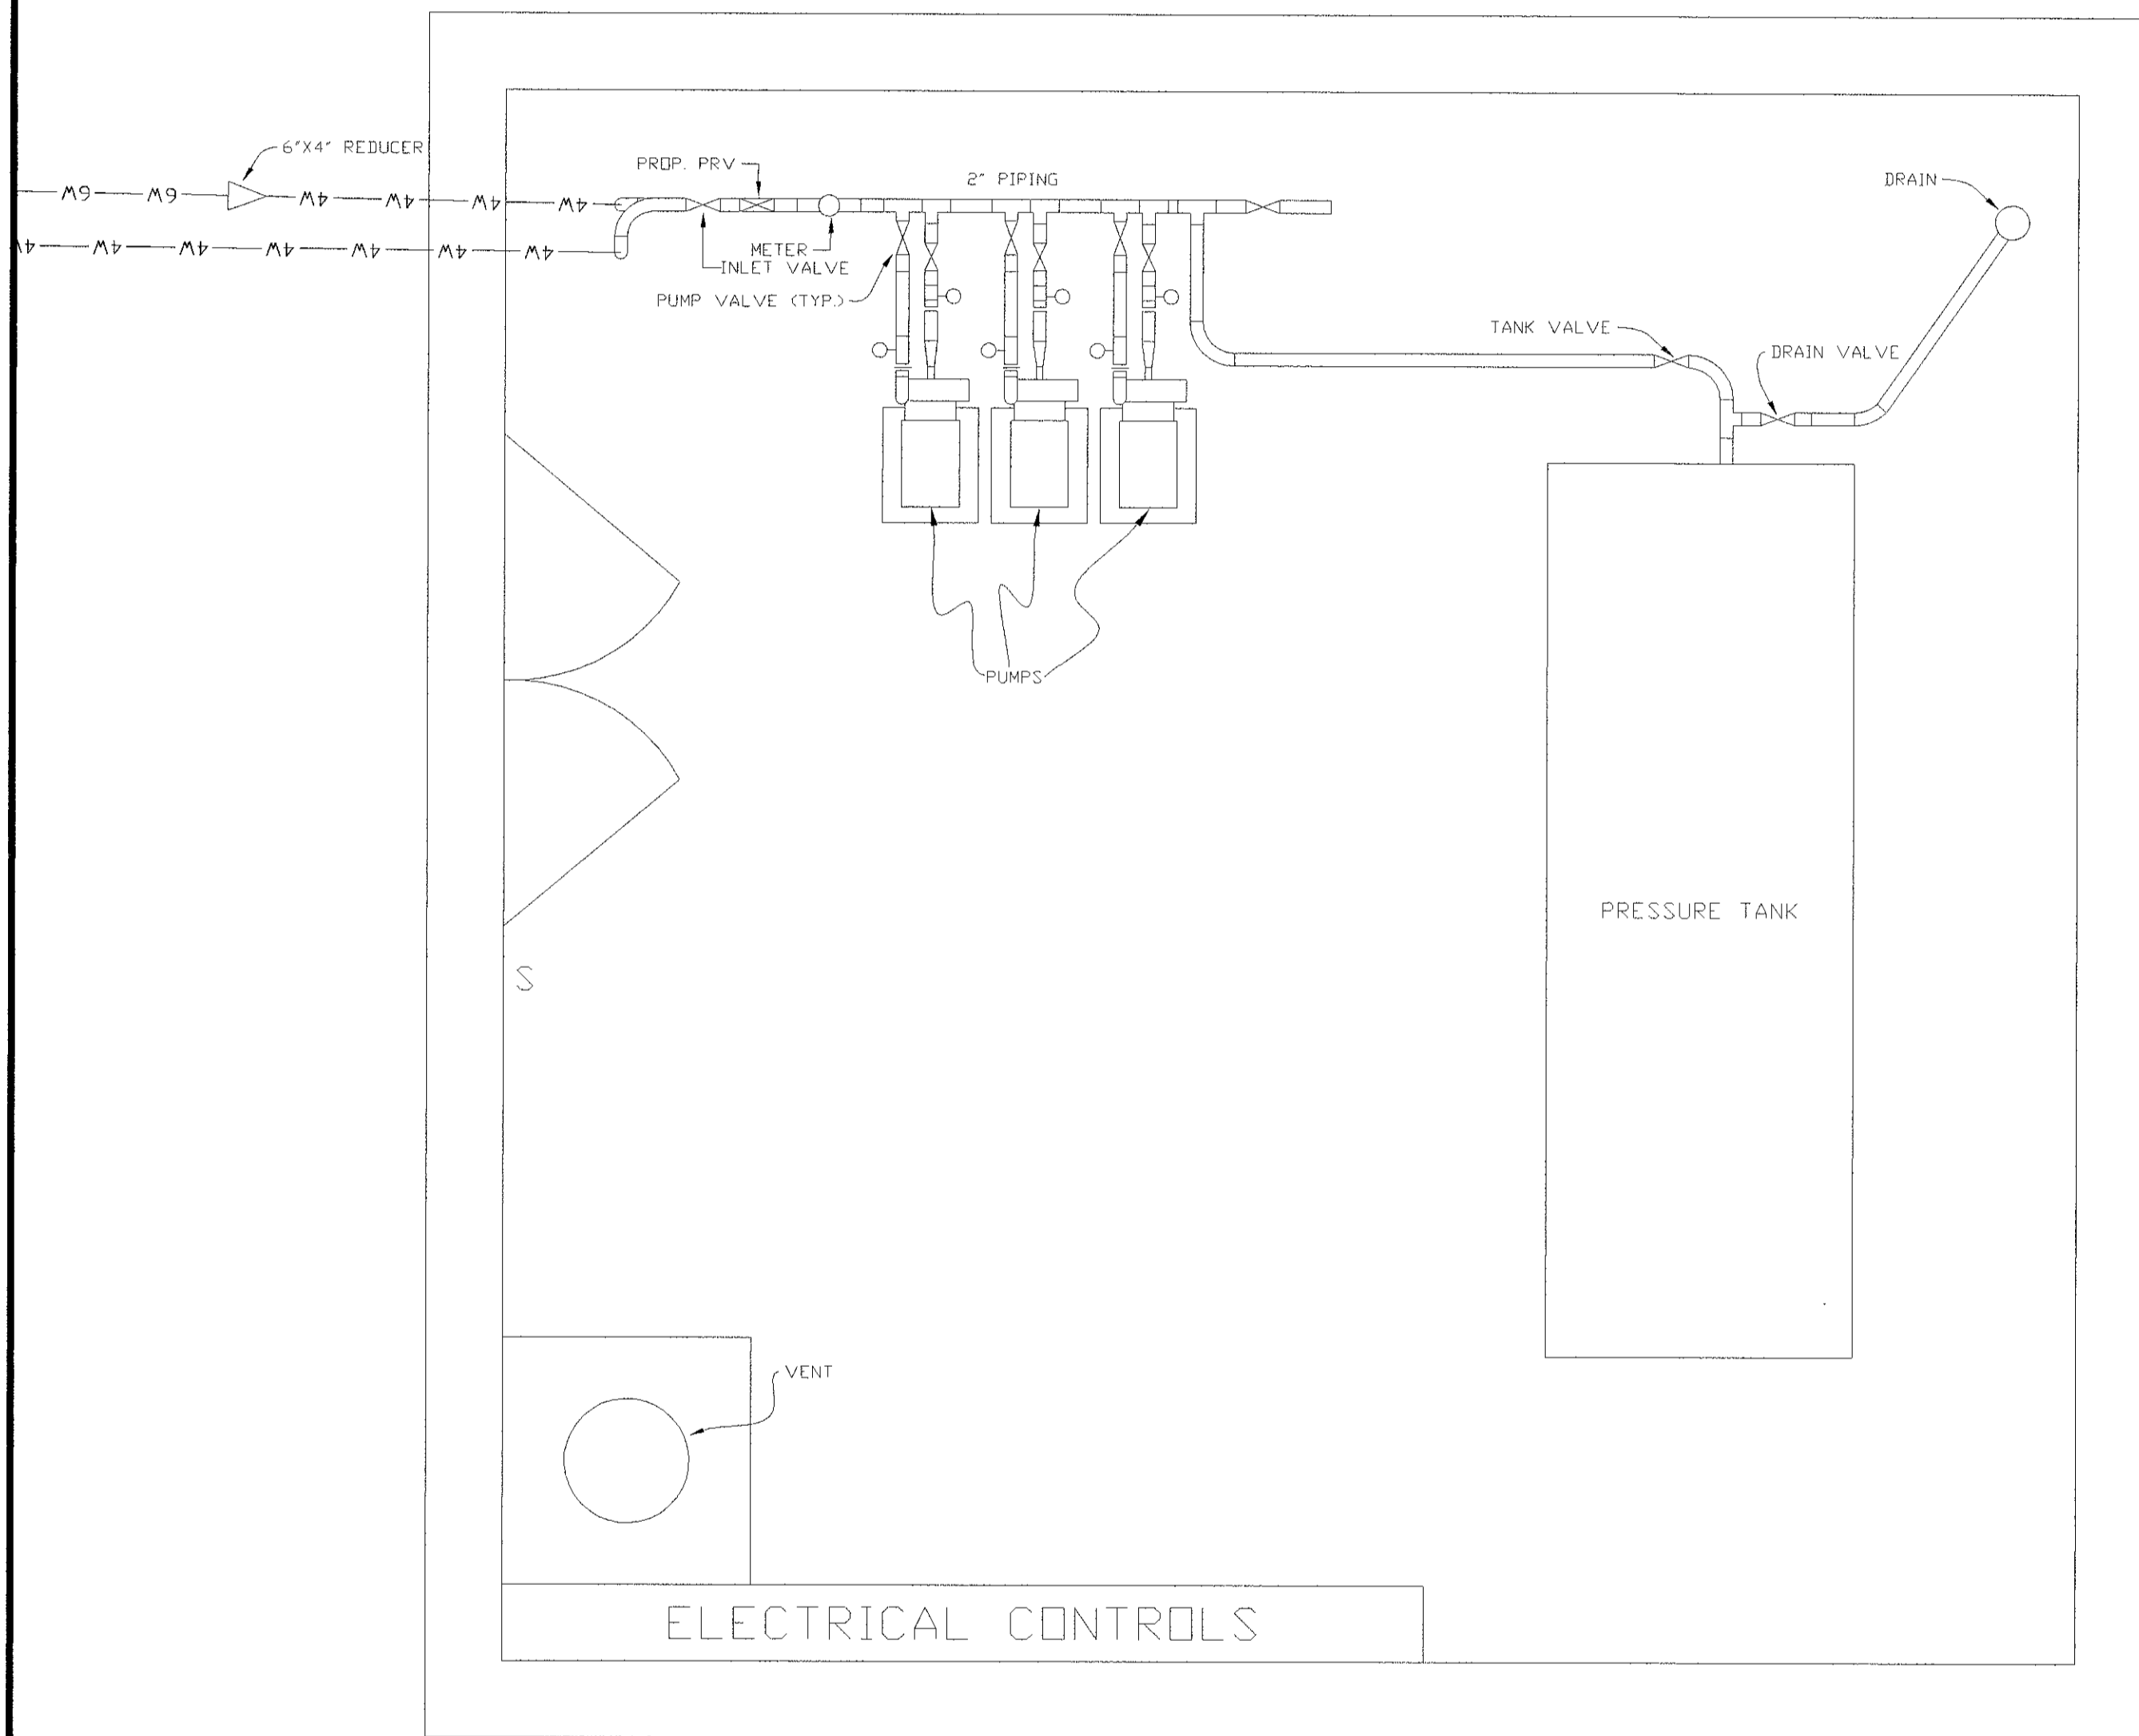 6"X4" REDUCER
PROP. PRV
2" PIPING
DRAIN
6W 6W 4W 4W 4W 4W
4W 4W 4W 4W 4W 4W 4W
METER
INLET VALVE
PUMP VALVE (TYP.)
TANK VALVE
DRAIN VALVE
PUMPS
PRESSURE TANK
S
VENT
ELECTRICAL CONTROLS